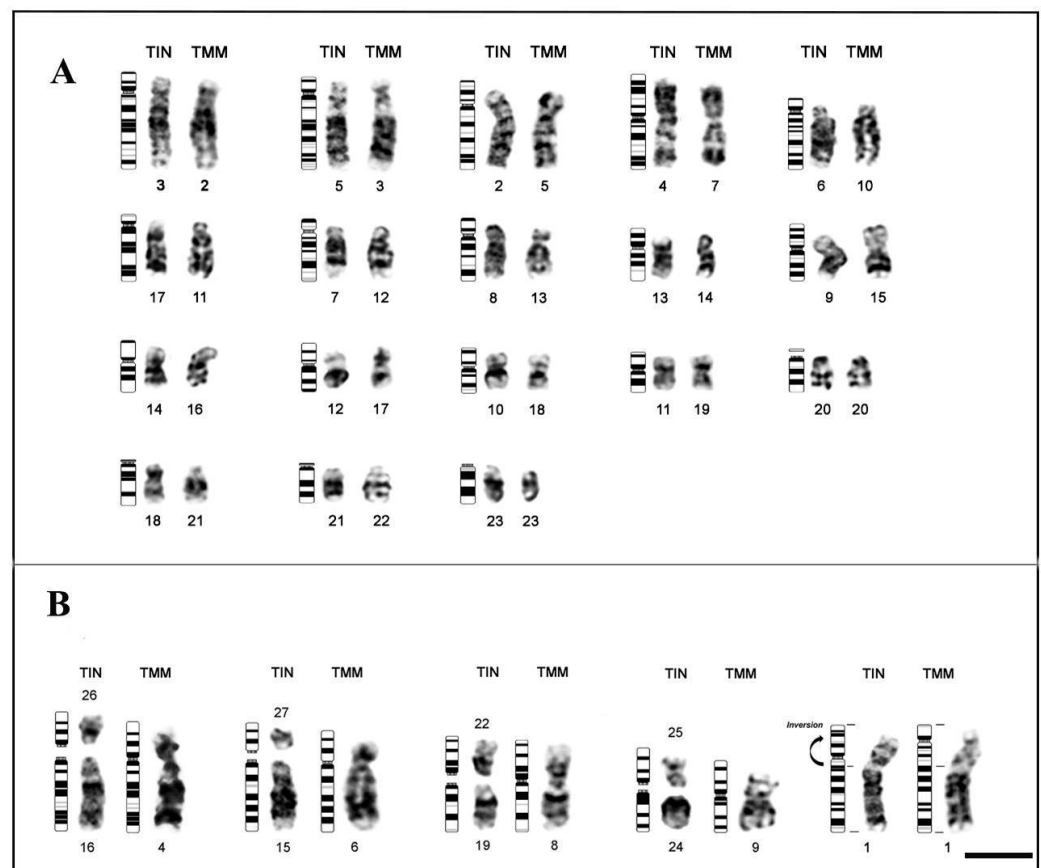 A
TIN TMM TIN TMM TIN TMM TIN TMM TIN TMM
3 2 5 3 2 5 4 7 6 10
17 11 7 12 8 13 13 14 9 15
14 16 12 17 10 18 11 19 20 20
18 21 21 22 23 23
B
TIN TMM TIN TMM TIN TMM TIN TMM TIN TMM
26 27 22 25
Inversion
16 4 15 6 19 8 24 9 1 1